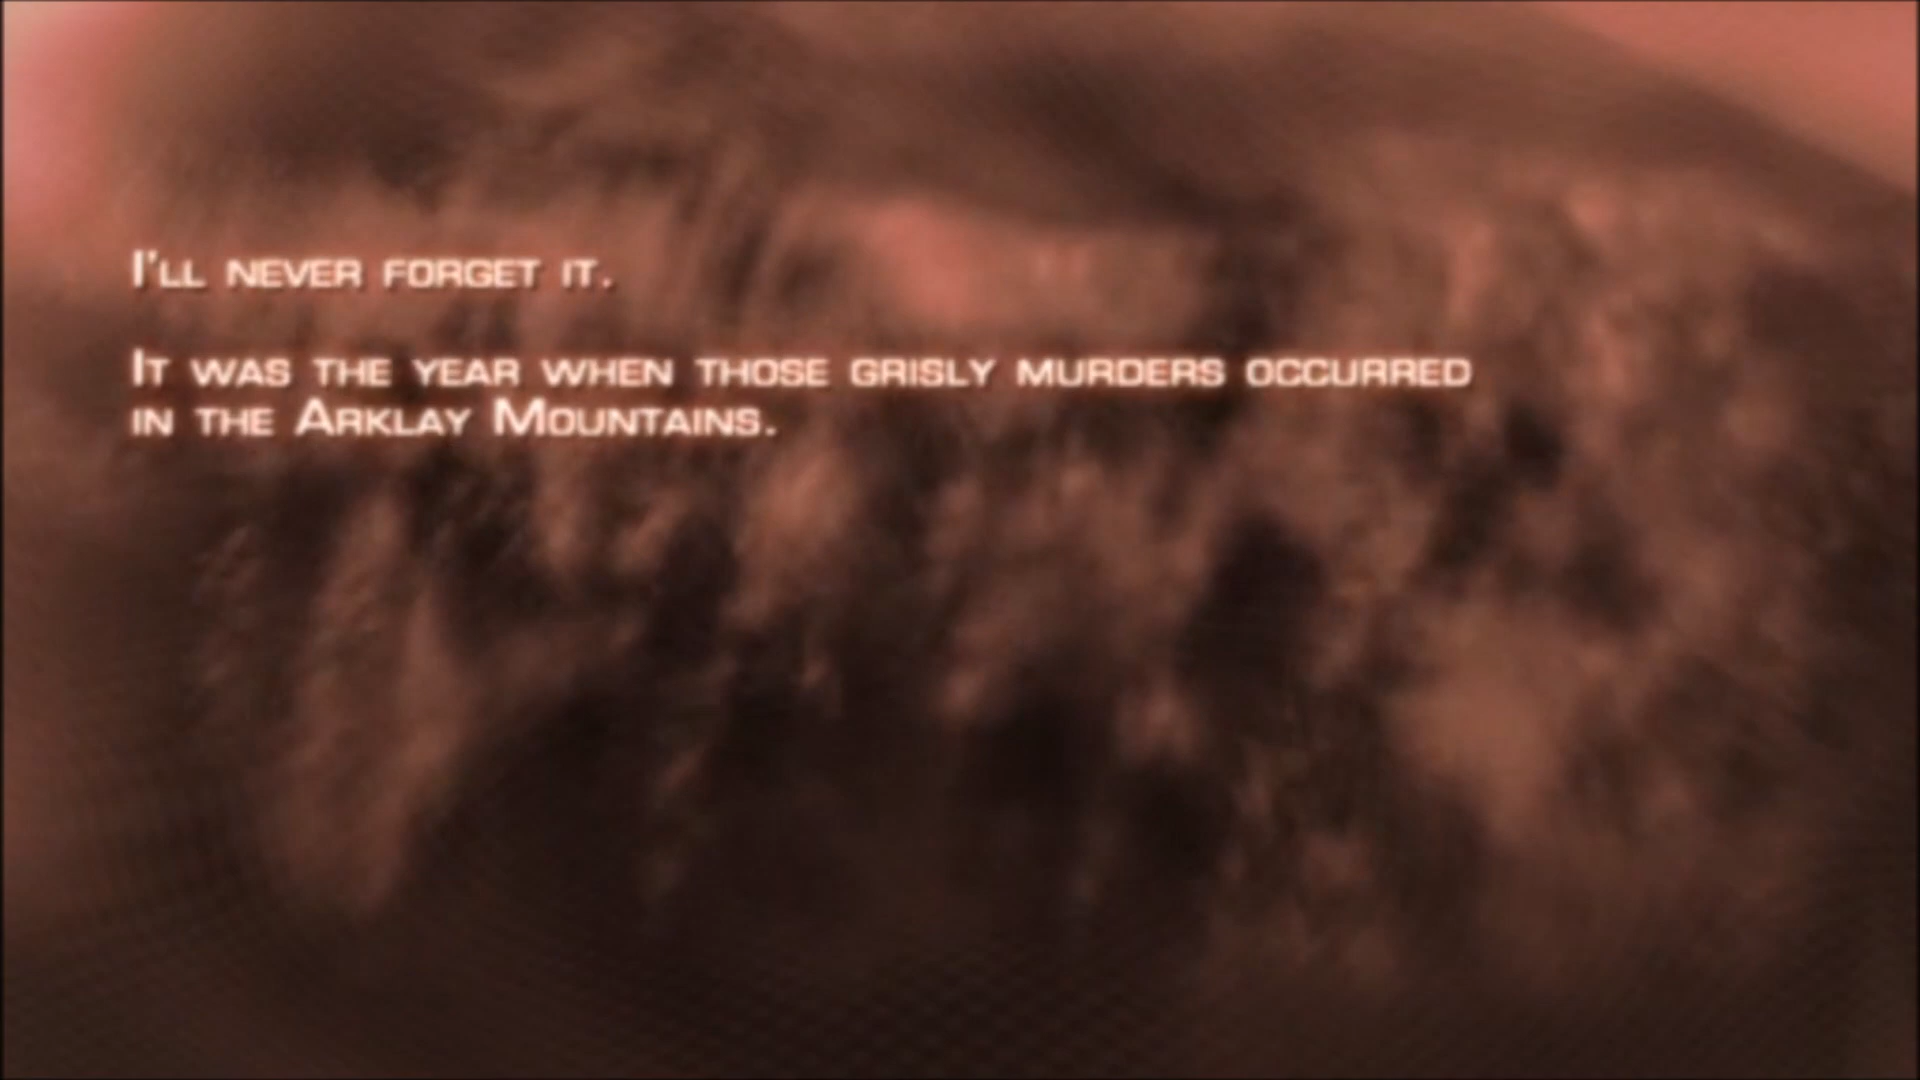 I'll never forget it.
It was the year when those grisly murders occurred
in the Arklay Mountains.